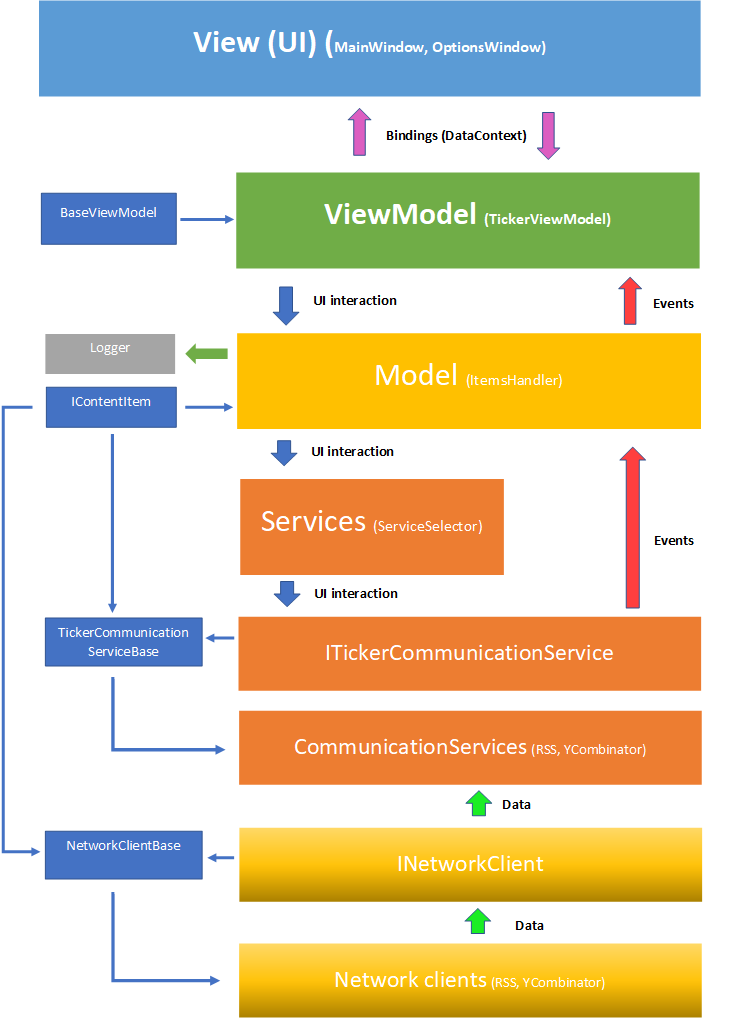 View (UI) (MainWindow, OptionsWindow)
Bindings (DataContext)
BaseViewModel
ViewModel (TickerViewModel)
UI interaction
Events
Logger
Model (ItemsHandler)
IContentItem
UI interaction
Services (ServiceSelector)
Events
UI interaction
TickerCommunication
ServiceBase
ITickerCommunicationService
CommunicationServices (RSS, YCombinator)
Data
NetworkClientBase
INetworkClient
Data
Network clients (RSS, YCombinator)